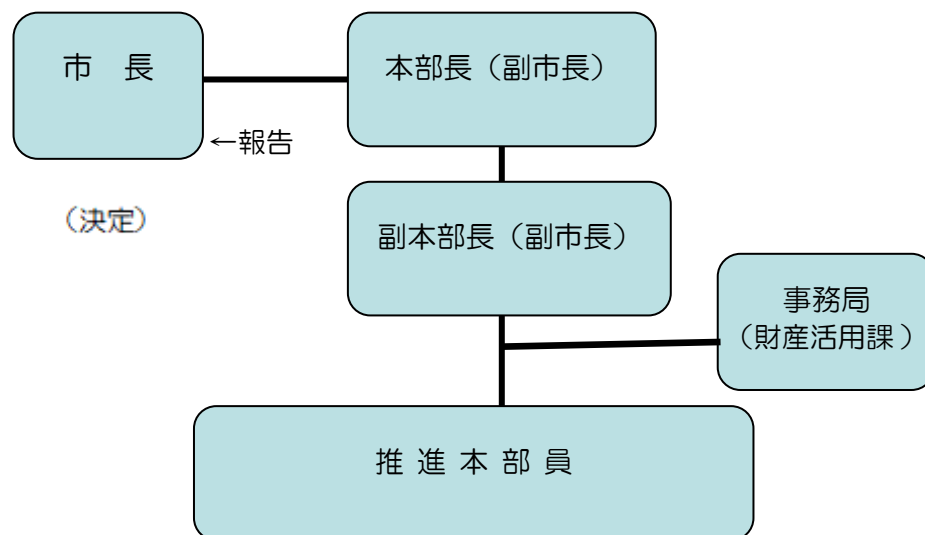 市　長
本部長（副市長）
←報告
（決定）
副本部長（副市長）
事務局
（財産活用課）
推 進 本 部 員